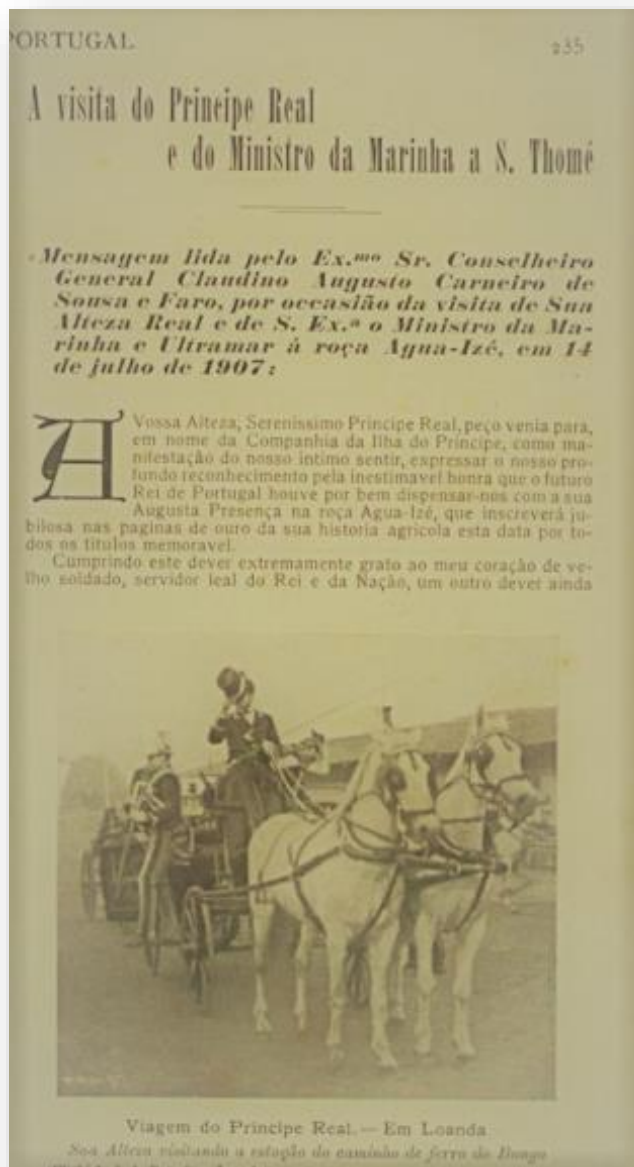 PORTUGAL
235
A visita do Principe Real
e do Ministro da Marinha a S. Thomé
Mensagem lida pelo Ex.mo Sr. Conselheiro
General Claudino Augusto Carneiro de
Sousa e Faro, por occasião da visita de Sua
Alteza Real e de S. Ex.a o Ministro da Ma-
rinha e Ultramar á roça Agua-Izé, em 14
de julho de 1907:
A Vossa Alteza, Serenissimo Principe Real, peço venia para,
em nome da Companhia da Ilha do Principe, como ma-
nifestação do nosso intimo sentir, expressar o nosso pro-
fundo reconhecimento pela inestimavel honra que o futuro
Rei de Portugal houve por bem dispensar-nos com a sua
Augusta Presença na roça Agua-Izé, que inscreverá ju-
bilosa nas paginas de ouro da sua historia agricola esta data por to-
dos os titulos memoravel.
Cumprindo este dever extremamente grato ao meu coração de ve-
lho soldado, servidor leal do Rei e da Nação, um outro dever ainda
Viagem do Principe Real. — Em Loanda
Sua Alteza visitando a estação do caminho de ferro do Bungo